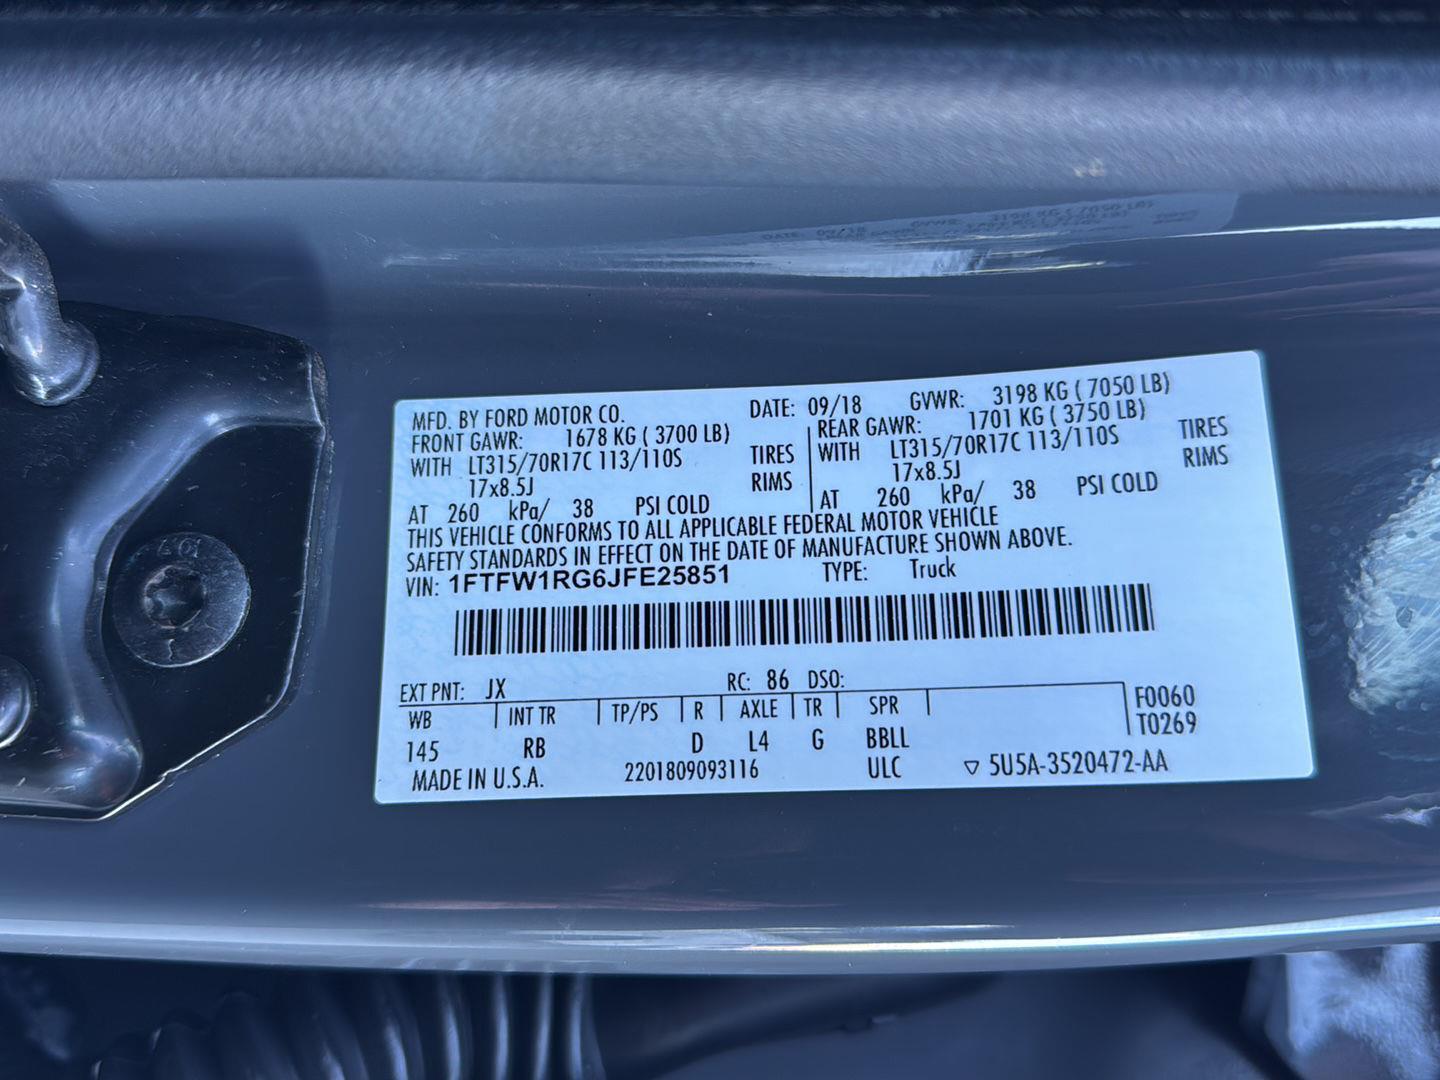 MFD. BY FORD MOTOR CO. DATE: 09/18 GVWR: 3198 KG ( 7050 LB)
FRONT GAWR: 1678 KG ( 3700 LB) REAR GAWR: 1701 KG ( 3750 LB)
WITH LT315/70R17C 113/110S TIRES WITH LT315/70R17C 113/110S TIRES
17x8.5J RIMS 17x8.5J RIMS
AT 260 kPa/ 38 PSI COLD AT 260 kPa/ 38 PSI COLD
THIS VEHICLE CONFORMS TO ALL APPLICABLE FEDERAL MOTOR VEHICLE
SAFETY STANDARDS IN EFFECT ON THE DATE OF MANUFACTURE SHOWN ABOVE.
VIN: 1FTFW1RG6JFE25851 TYPE: Truck
EXT PNT: JX RC: 86 DSO:
WB INT TR TP/PS R AXLE TR SPR F0060
T0269
145 RB D L4 G BBLL
MADE IN U.S.A. 2201809093116 ULC ▽ 5U5A-3520472-AA